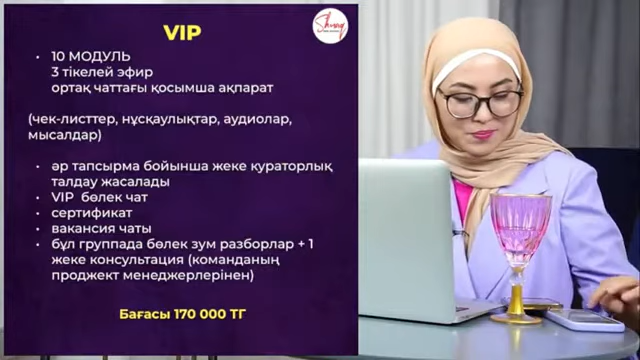 VIP
• 10 МОДУЛЬ
3 тікелей эфир
ортақ чаттағы қосымша ақпарат
(чек-листтер, нұсқаулықтар, аудиолар,
мысалдар)
• әр тапсырма бойынша жеке кураторлық
талдау жасалады
• VIP бөлек чат
• сертификат
• вакансия чаты
• бұл группада бөлек зум разборлар + 1
жеке консультация (команданың
проджект менеджерлерінен)
Бағасы 170 000 ТГ